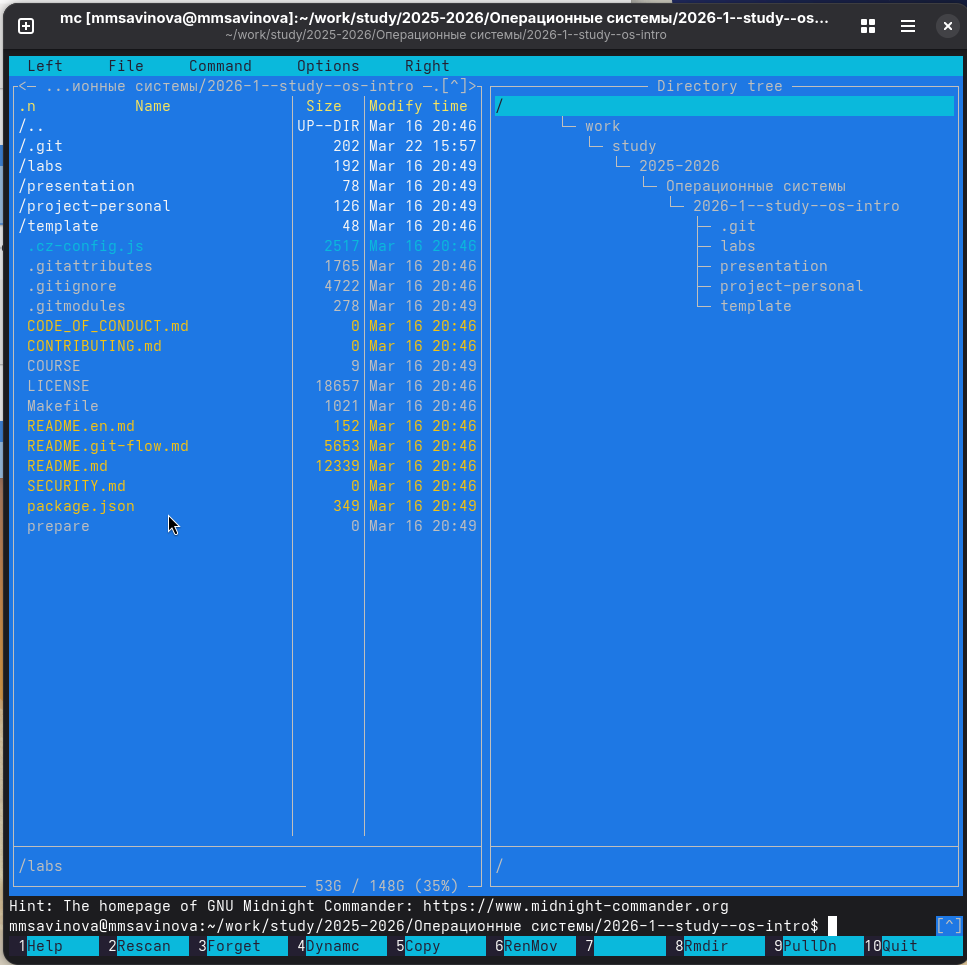 mc [mmsavinova@mmsavinova]:~/work/study/2025-2026/Операционные системы/2026-1--study--os...
~/work/study/2025-2026/Операционные системы/2026-1--study--os-intro
Left File Command Options Right
<— ...ионные системы/2026-1--study--os-intro —.[^]>
.n Name Size Modify time
/.. UP--DIR Mar 16 20:46
/.git 202 Mar 22 15:57
/labs 192 Mar 16 20:49
/presentation 78 Mar 16 20:49
/project-personal 126 Mar 16 20:49
/template 48 Mar 16 20:46
.cz-config.js 2517 Mar 16 20:46
.gitattributes 1765 Mar 16 20:46
.gitignore 4722 Mar 16 20:46
.gitmodules 278 Mar 16 20:49
CODE_OF_CONDUCT.md 0 Mar 16 20:46
CONTRIBUTING.md 0 Mar 16 20:46
COURSE 9 Mar 16 20:49
LICENSE 18657 Mar 16 20:46
Makefile 1021 Mar 16 20:46
README.en.md 152 Mar 16 20:46
README.git-flow.md 5653 Mar 16 20:46
README.md 12339 Mar 16 20:46
SECURITY.md 0 Mar 16 20:46
package.json 349 Mar 16 20:49
prepare 0 Mar 16 20:49
/labs
53G / 148G (35%)
Directory tree
/
work
study
2025-2026
Операционные системы
2026-1--study--os-intro
.git
labs
presentation
project-personal
template
/
Hint: The homepage of GNU Midnight Commander: https://www.midnight-commander.org
mmsavinova@mmsavinova:~/work/study/2025-2026/Операционные системы/2026-1--study--os-intro$ [^]
1Help 2Rescan 3Forget 4Dynamc 5Copy 6RenMov 7 8Rmdir 9PullDn 10Quit